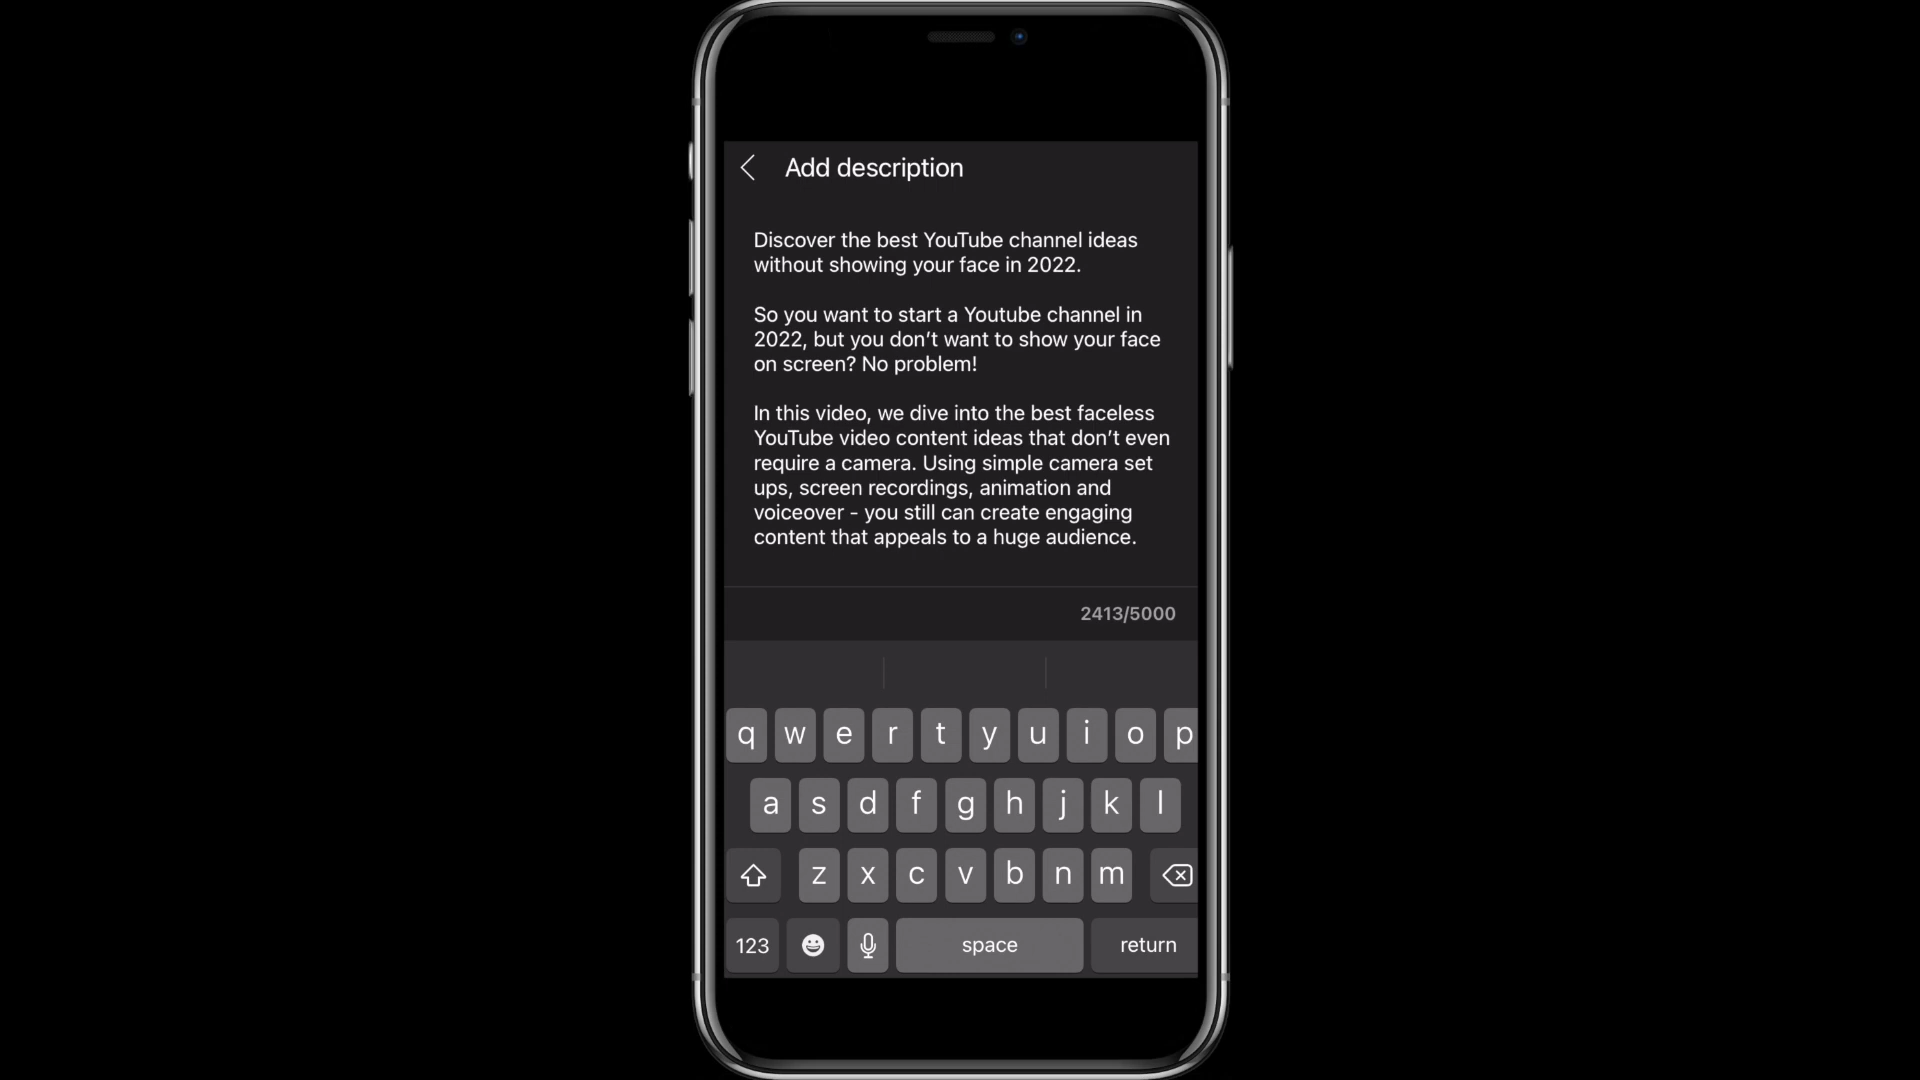 Add description
Discover the best YouTube channel ideas
without showing your face in 2022.
So you want to start a Youtube channel in
2022, but you don’t want to show your face
on screen? No problem!
In this video, we dive into the best faceless
YouTube video content ideas that don’t even
require a camera. Using simple camera set
ups, screen recordings, animation and
voiceover - you still can create engaging
content that appeals to a huge audience.
2413/5000
q w e r t y u i o p
a s d f g h j k l
z x c v b n m
123 space return